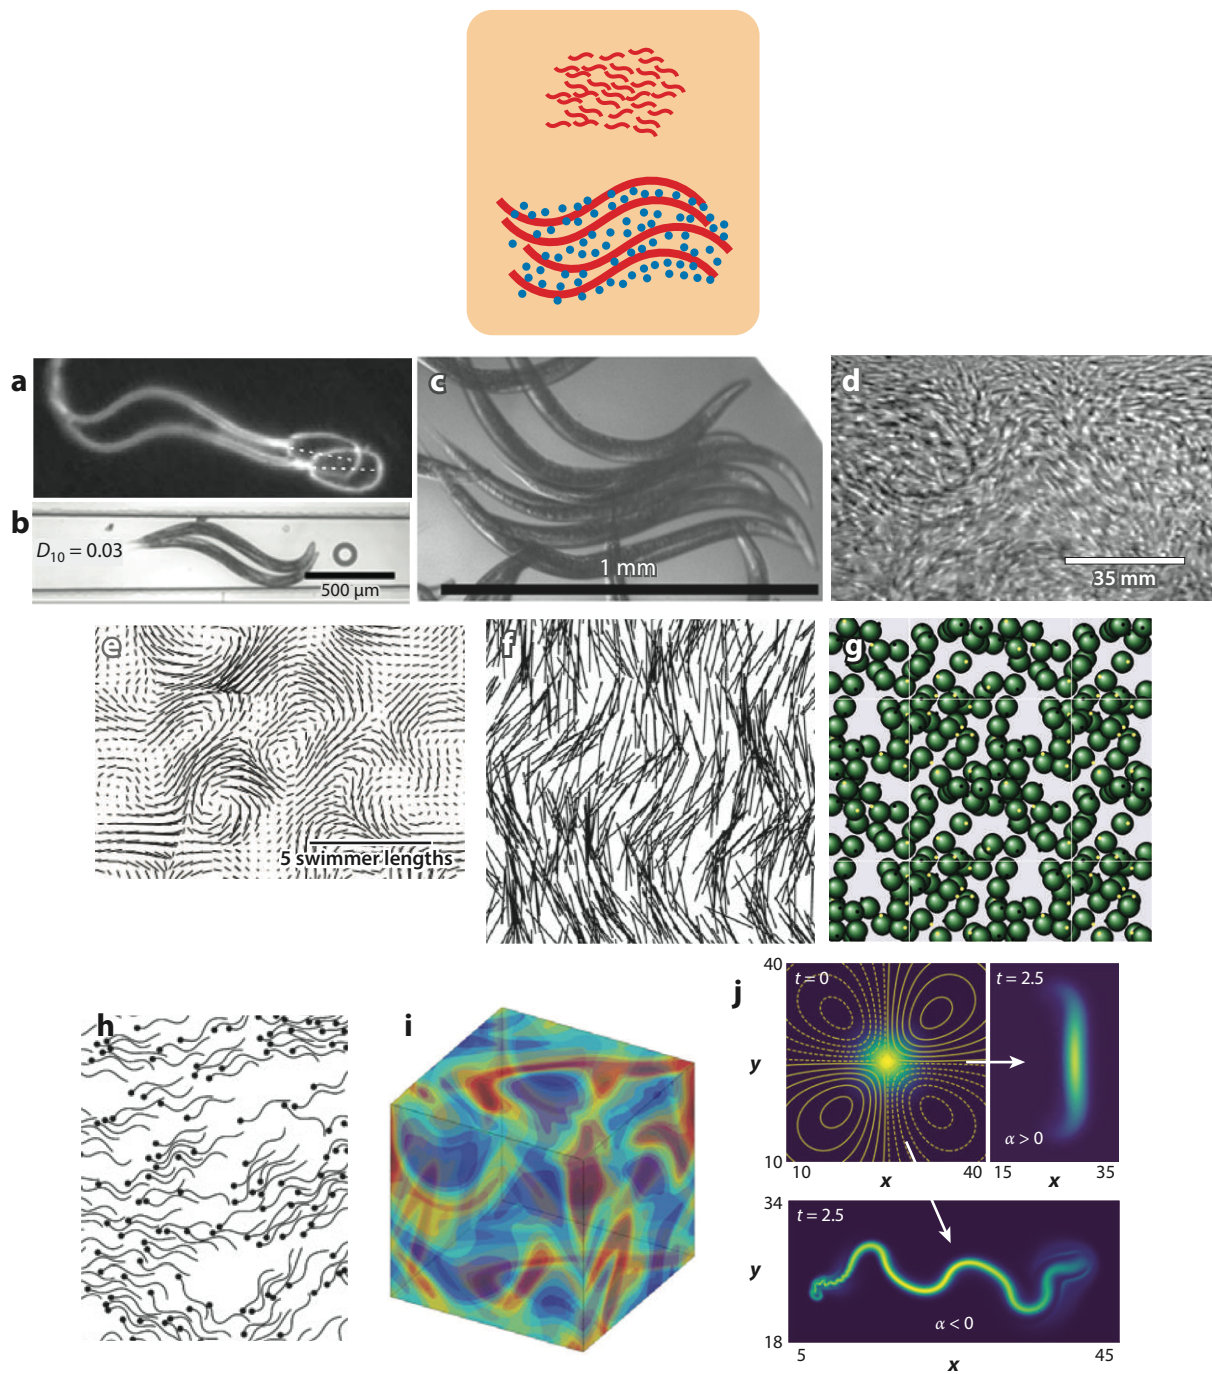 a
b
D10 = 0.03
500 µm
c
1 mm
d
35 mm
e
5 swimmer lengths
f
g
h
i
j
40
t = 0
t = 2.5
y
α > 0
10
10
40
15
35
x
x
34
t = 2.5
y
α < 0
18
5
45
x